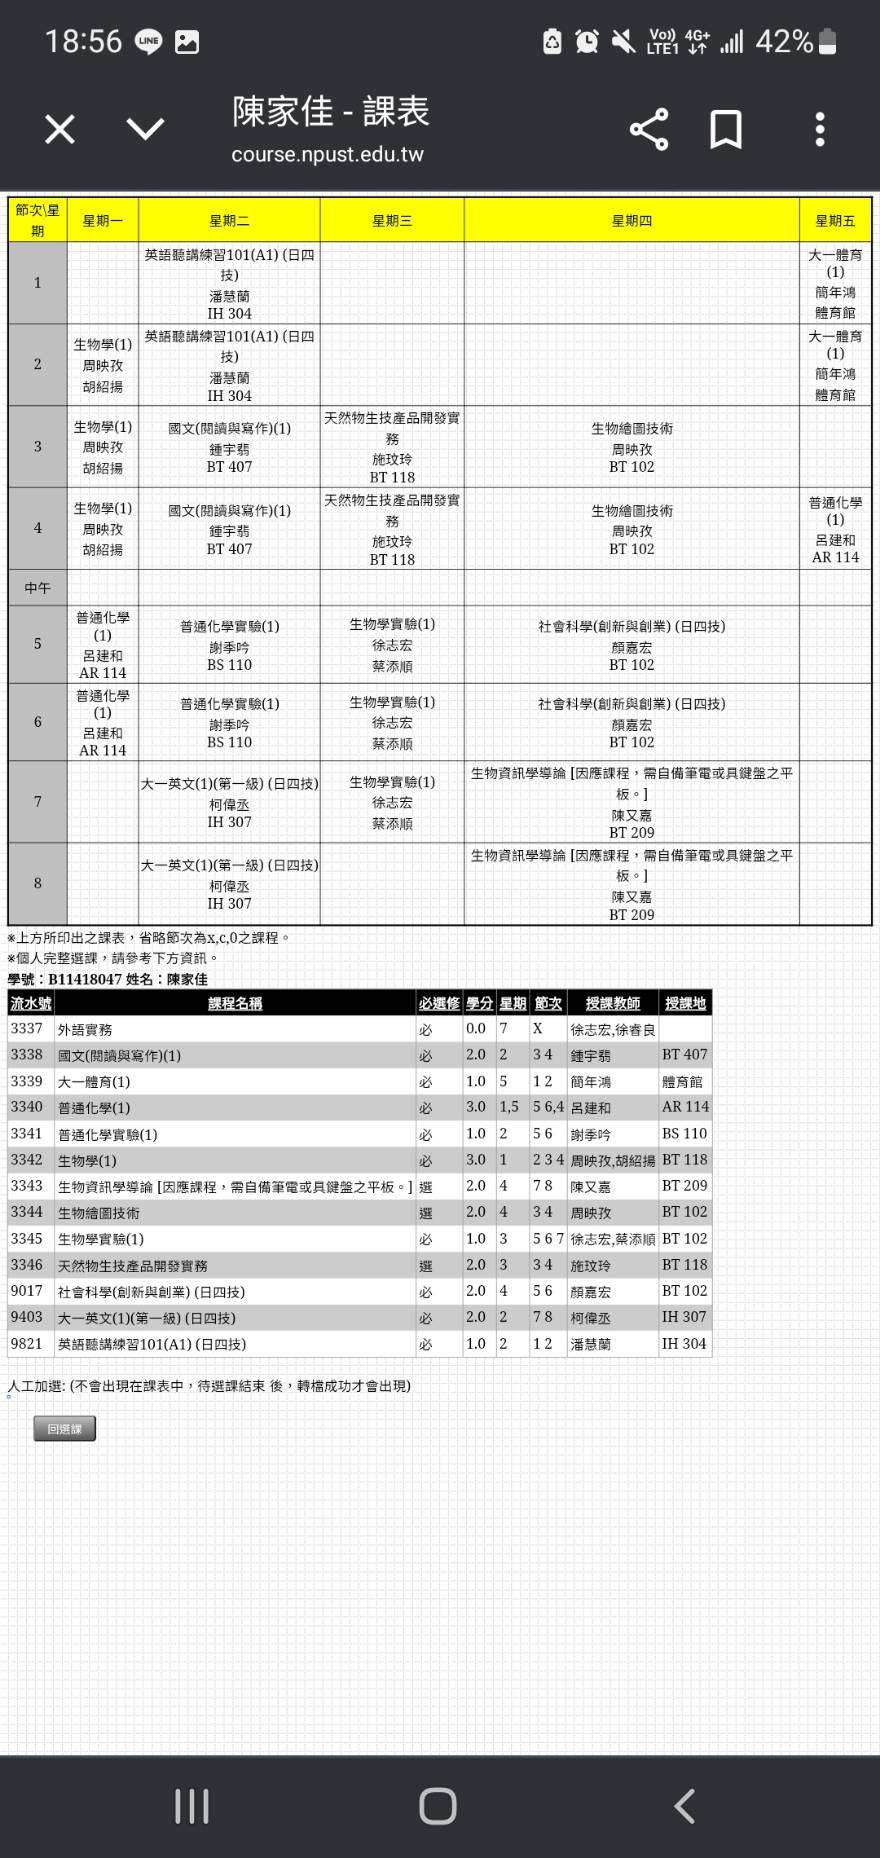 18:56 LINE Vo)) LTE1 4G+ 42%
陳家佳 - 課表
course.npust.edu.tw
節次\星期 星期一 星期二 星期三 星期四 星期五
1
英語聽講練習101(A1) (日四技)
潘慧蘭
IH 304
大一體育(1)
簡年鴻
體育館
2
生物學(1)
周映孜
胡紹揚
英語聽講練習101(A1) (日四技)
潘慧蘭
IH 304
大一體育(1)
簡年鴻
體育館
3
生物學(1)
周映孜
胡紹揚
國文(閱讀與寫作)(1)
鍾宇翡
BT 407
天然物生技產品開發實務
施玟玲
BT 118
生物繪圖技術
周映孜
BT 102
4
生物學(1)
周映孜
胡紹揚
國文(閱讀與寫作)(1)
鍾宇翡
BT 407
天然物生技產品開發實務
施玟玲
BT 118
生物繪圖技術
周映孜
BT 102
普通化學(1)
呂建和
AR 114
中午
5
普通化學(1)
呂建和
AR 114
普通化學實驗(1)
謝季吟
BS 110
生物學實驗(1)
徐志宏
蔡添順
社會科學(創新與創業) (日四技)
顏嘉宏
BT 102
6
普通化學(1)
呂建和
AR 114
普通化學實驗(1)
謝季吟
BS 110
生物學實驗(1)
徐志宏
蔡添順
社會科學(創新與創業) (日四技)
顏嘉宏
BT 102
7
大一英文(1)(第一級) (日四技)
柯偉丞
IH 307
生物學實驗(1)
徐志宏
蔡添順
生物資訊學導論 [因應課程，需自備筆電或具鍵盤之平板。]
陳又嘉
BT 209
8
大一英文(1)(第一級) (日四技)
柯偉丞
IH 307
生物資訊學導論 [因應課程，需自備筆電或具鍵盤之平板。]
陳又嘉
BT 209
※上方所印出之課表，省略節次為x,c,0之課程。
※個人完整選課，請參考下方資訊。
學號：B11418047 姓名：陳家佳
流水號 課程名稱 必選修 學分 星期 節次 授課教師 授課地
3337 外語實務 必 0.0 7 X 徐志宏,徐睿良
3338 國文(閱讀與寫作)(1) 必 2.0 2 3 4 鍾宇翡 BT 407
3339 大一體育(1) 必 1.0 5 1 2 簡年鴻 體育館
3340 普通化學(1) 必 3.0 1,5 5 6,4 呂建和 AR 114
3341 普通化學實驗(1) 必 1.0 2 5 6 謝季吟 BS 110
3342 生物學(1) 必 3.0 1 2 3 4 周映孜,胡紹揚 BT 118
3343 生物資訊學導論 [因應課程，需自備筆電或具鍵盤之平板。] 選 2.0 4 7 8 陳又嘉 BT 209
3344 生物繪圖技術 選 2.0 4 3 4 周映孜 BT 102
3345 生物學實驗(1) 必 1.0 3 5 6 7 徐志宏,蔡添順 BT 102
3346 天然物生技產品開發實務 選 2.0 3 3 4 施玟玲 BT 118
9017 社會科學(創新與創業) (日四技) 必 2.0 4 5 6 顏嘉宏 BT 102
9403 大一英文(1)(第一級) (日四技) 必 2.0 2 7 8 柯偉丞 IH 307
9821 英語聽講練習101(A1) (日四技) 必 1.0 2 1 2 潘慧蘭 IH 304
人工加選: (不會出現在課表中，待選課結束 後，轉檔成功才會出現)
回選課